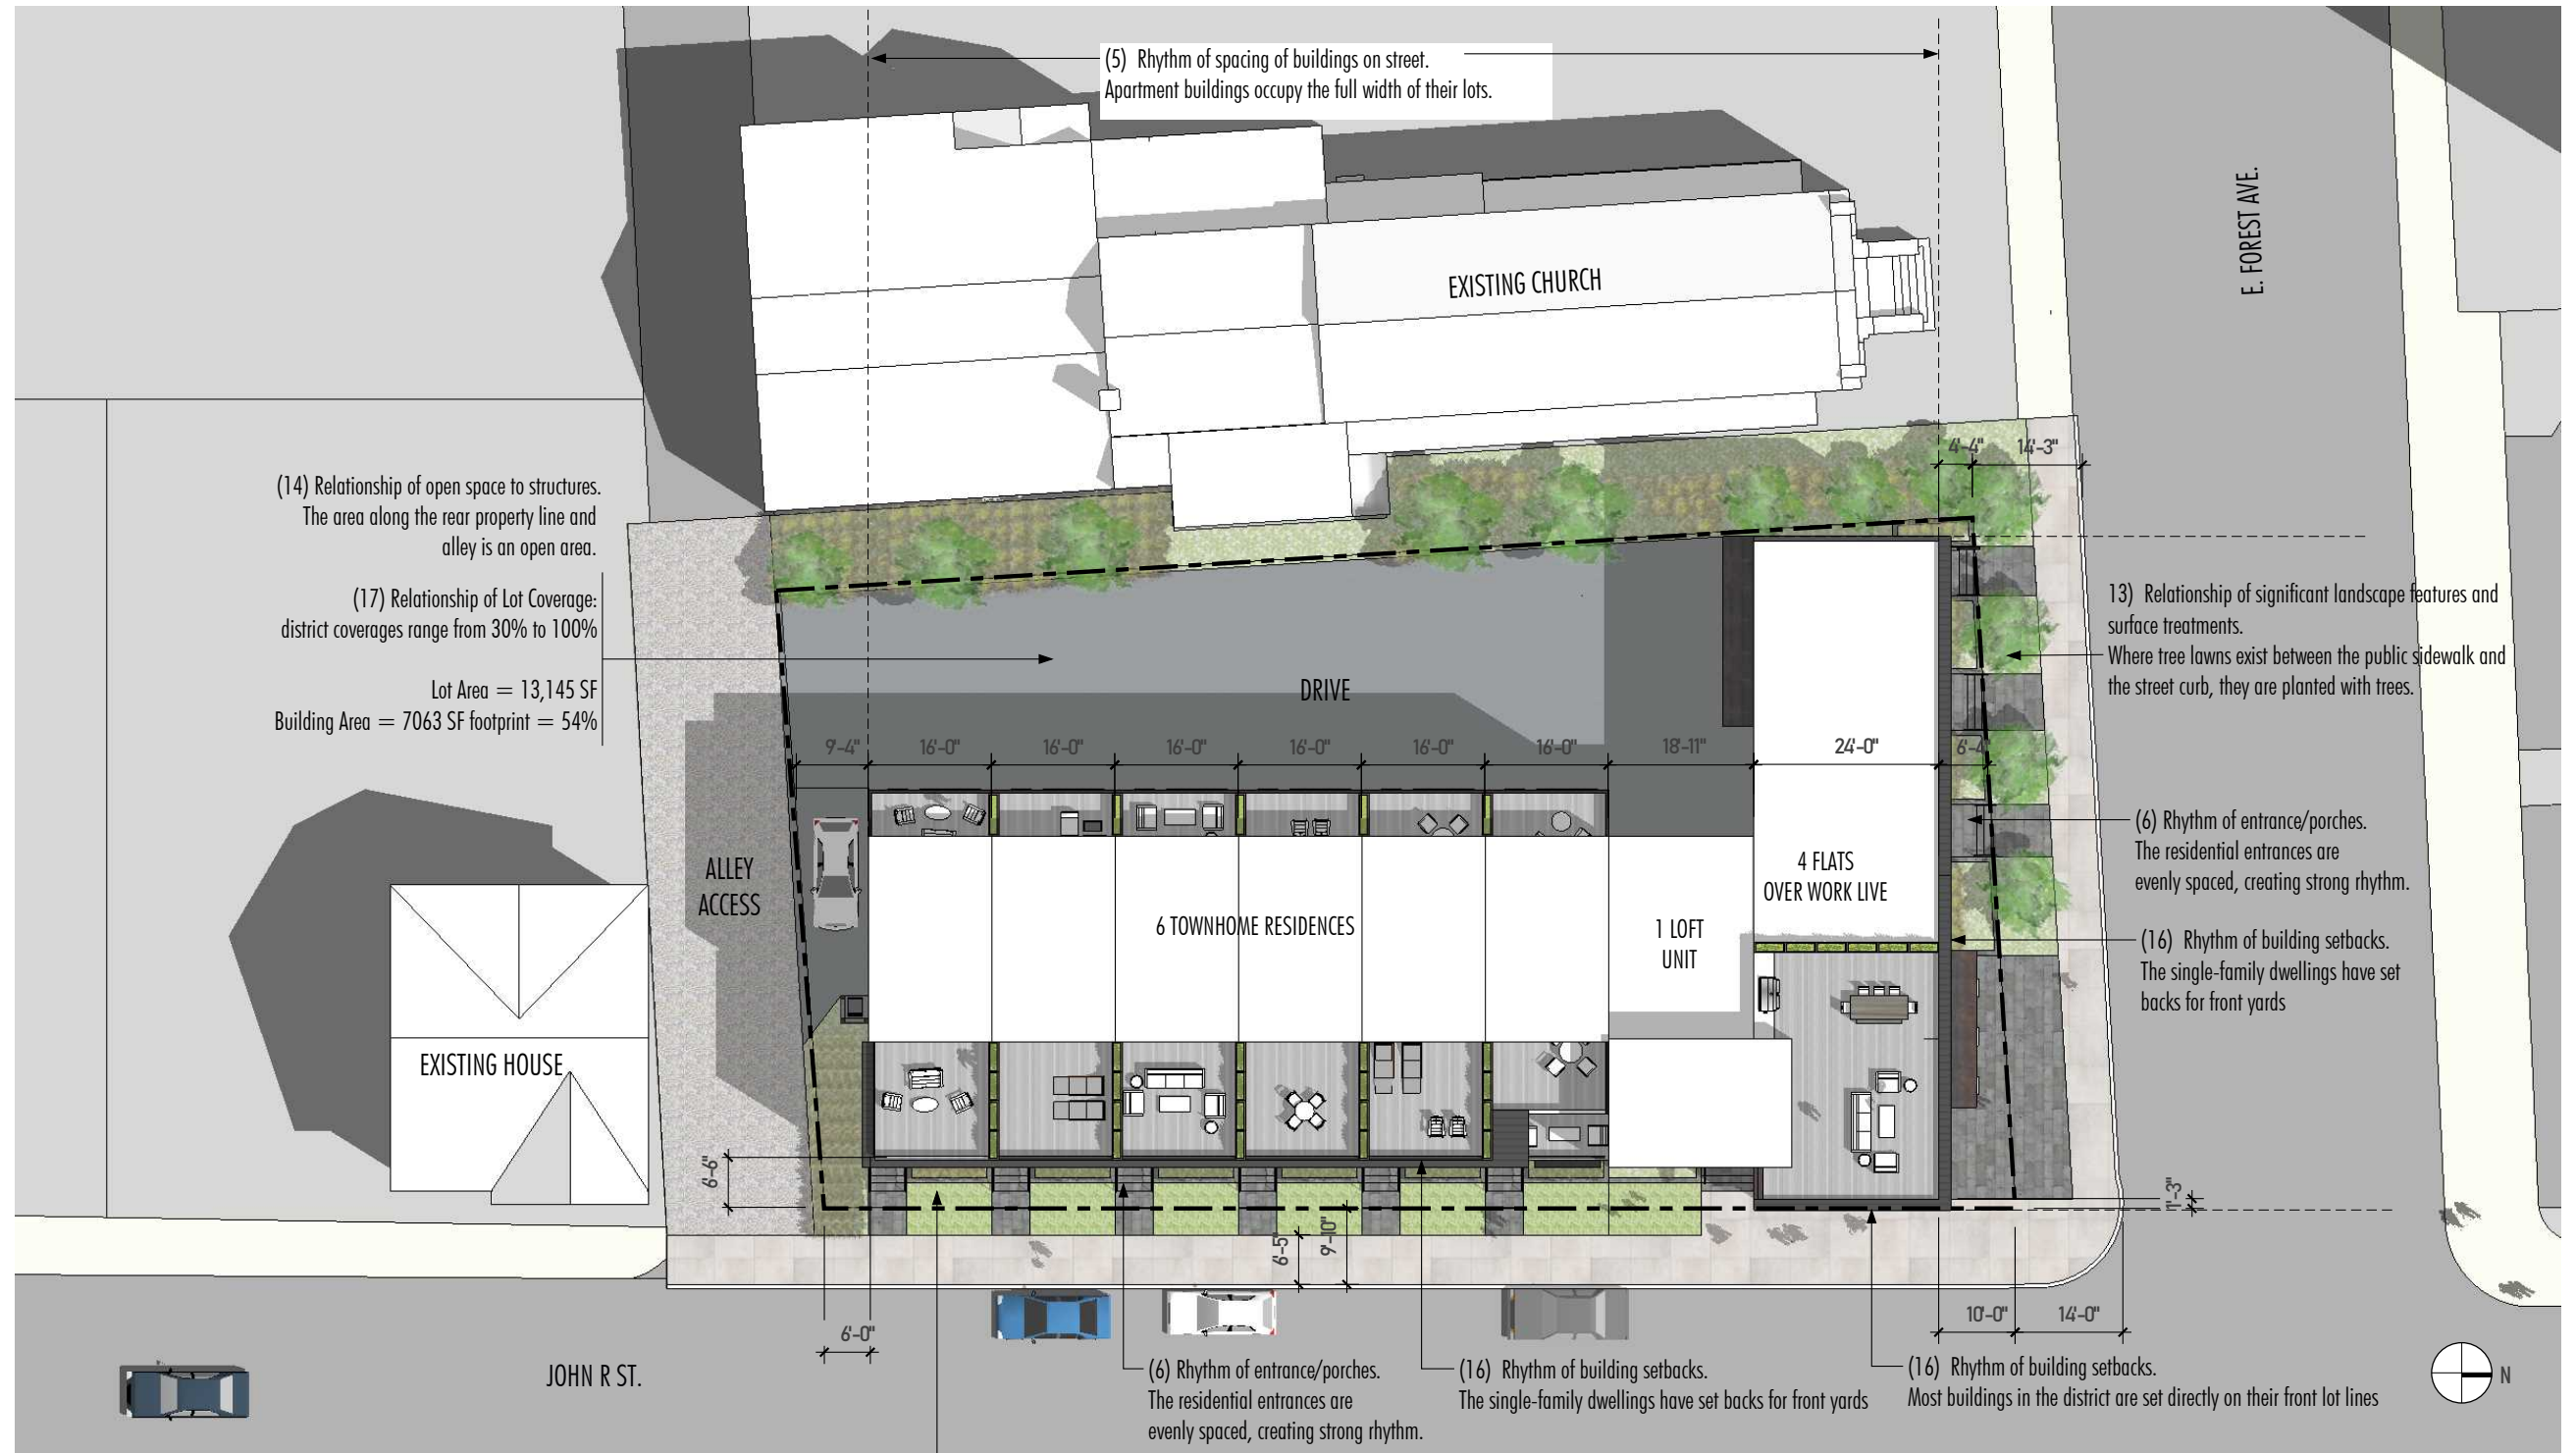 (5) Rhythm of spacing of buildings on street.
Apartment buildings occupy the full width of their lots.
E. FOREST AVE.
EXISTING CHURCH
4'-4"
14'-3"
(14) Relationship of open space to structures.
The area along the rear property line and
alley is an open area.
(17) Relationship of Lot Coverage:
district coverages range from 30% to 100%
Lot Area = 13,145 SF
Building Area = 7063 SF footprint = 54%
13) Relationship of significant landscape features and
surface treatments.
Where tree lawns exist between the public sidewalk and
the street curb, they are planted with trees.
DRIVE
9'-4"
16'-0"
16'-0"
16'-0"
16'-0"
16'-0"
16'-0"
18'-11"
24'-0"
6'-4
(6) Rhythm of entrance/porches.
The residential entrances are
evenly spaced, creating strong rhythm.
ALLEY
ACCESS
4 FLATS
OVER WORK LIVE
6 TOWNHOME RESIDENCES
1 LOFT
UNIT
(16) Rhythm of building setbacks.
The single-family dwellings have set
backs for front yards
EXISTING HOUSE
6'-6"
1'-3"
6'-5"
9'-10"
6'-0"
10'-0"
14'-0"
JOHN R ST.
(6) Rhythm of entrance/porches.
The residential entrances are
evenly spaced, creating strong rhythm.
(16) Rhythm of building setbacks.
The single-family dwellings have set backs for front yards
(16) Rhythm of building setbacks.
Most buildings in the district are set directly on their front lot lines
N